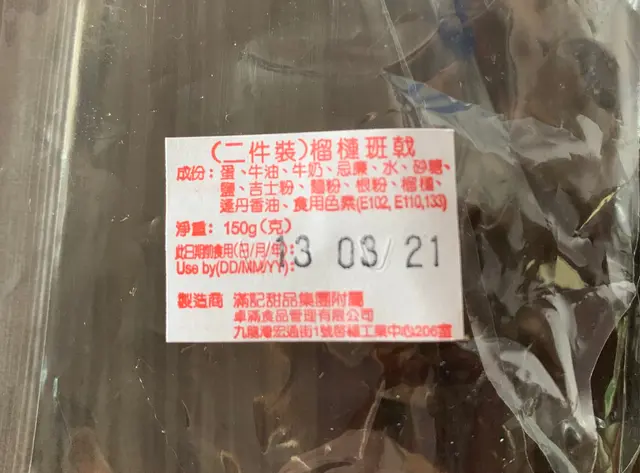 (二件裝)榴槤班戟
成份：蛋、牛油、牛奶、忌廉、水、砂糖、
鹽、吉士粉、麵粉、粟粉、榴槤、
蓬丹香油、食用色素(E102, E110,133)
淨重：150g(克)
此日期前食用(日/月/年):
Use by(DD/MM/YY): 13 03 21
製造商 滿記甜品集團附屬
卓滿食品管理有限公司
九龍灣宏通街1號啓福工業中心206室